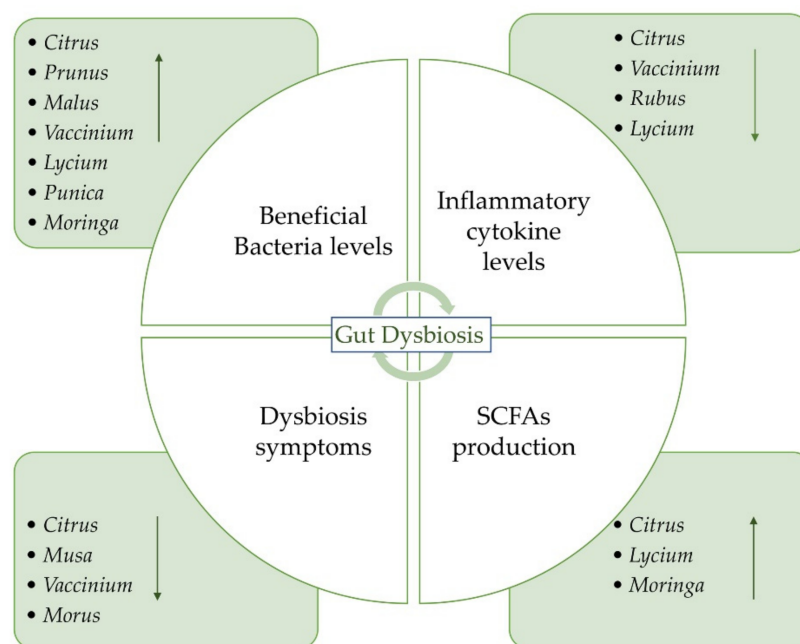 • Citrus
• Prunus
• Malus
• Vaccinium
• Lycium
• Punica
• Moringa
• Citrus
• Vaccinium
• Rubus
• Lycium
Beneficial
Bacteria levels
Inflammatory
cytokine
levels
Gut Dysbiosis
Dysbiosis
symptoms
SCFAs
production
• Citrus
• Musa
• Vaccinium
• Morus
• Citrus
• Lycium
• Moringa